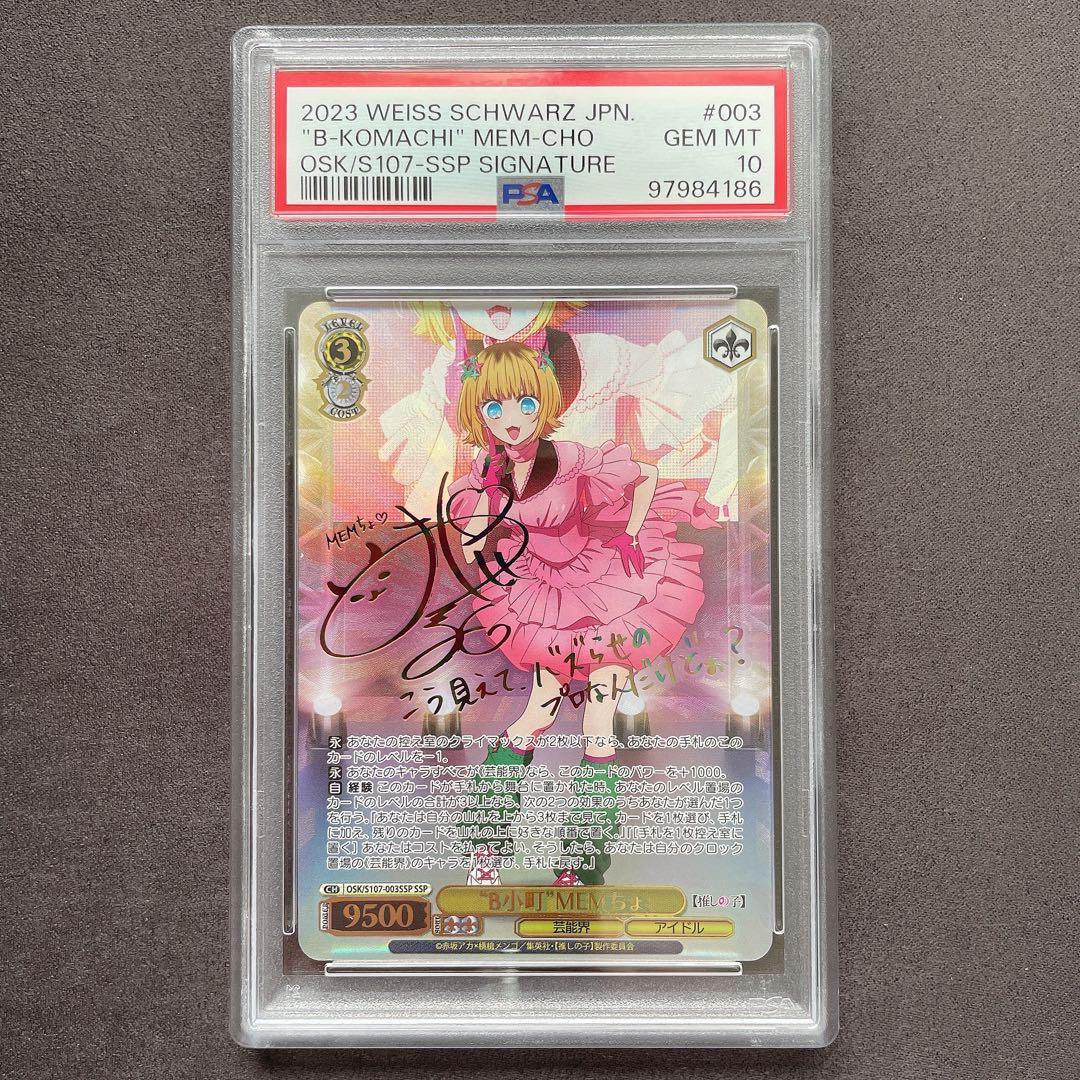 2023 WEISS SCHWARZ JPN. #003
"B-KOMACHI" MEM-CHO GEM MT
OSK/S107-SSP SIGNATURE 10
PSA 97984186
LEVEL
3
COST
MEMちょ♡
こう見えて、バズらせの
プロなんだけどぉ?
永 あなたの控え室のクライマックスが2枚以下なら、あなたの手札のこの
カードのレベルを－1。
永 あなたのキャラすべてが《芸能界》なら、このカードのパワーを＋1000。
自 経験 このカードが手札から舞台に置かれた時、あなたのレベル置場の
カードのレベルの合計が3以上なら、次の2つの効果のうちあなたが選んだ1つ
を行う。『あなたは自分の山札を上から3枚まで見て、カードを1枚選び、手札
に加え、残りのカードを山札の上に好きな順番で置く。』『［手札を1枚控え室に
置く］ あなたはコストを払ってよい。そうしたら、あなたは自分のクロック
置場の《芸能界》のキャラを1枚選び、手札に戻す。』
CH OSK/S107-003SSP SSP
"B小町"MEMちょ
【推しの子】
POWER 9500 SOUL
芸能界 アイドル
©赤坂アカ×横槍メンゴ／集英社・【推しの子】製作委員会